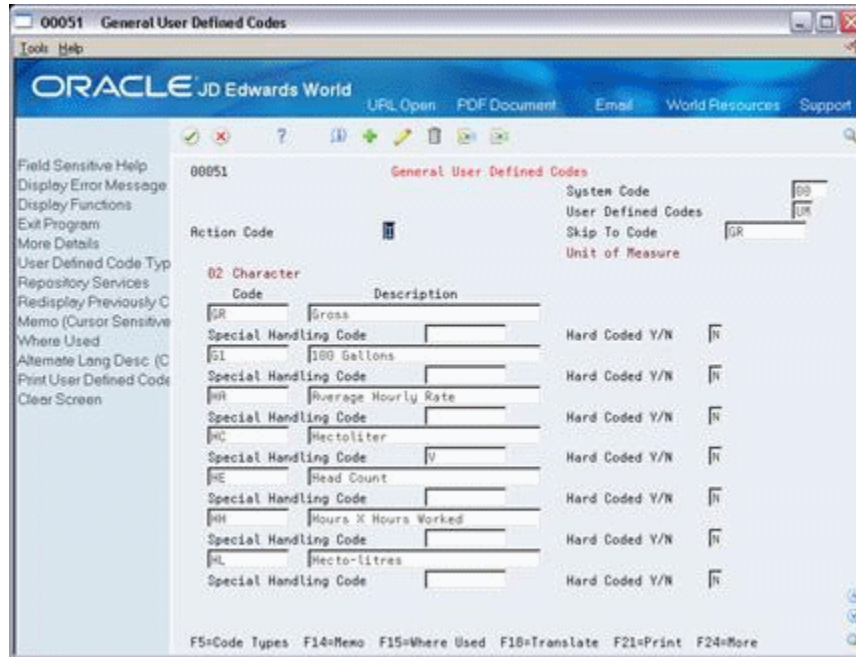 00051 General User Defined Codes
Tools Help
ORACLE JD Edwards World
URL Open PDF Document Email World Resources Support
Field Sensitive Help
Display Error Message
Display Functions
Exit Program
More Details
User Defined Code Typ
Repository Services
Redisplay Previously C
Memo (Cursor Sensitive
Where Used
Alternate Lang Desc (C
Print User Defined Code
Clear Screen
00051 General User Defined Codes
System Code 00
User Defined Codes UM
Action Code I Skip To Code GR
Unit of Measure
02 Character
Code Description
GR Gross
Special Handling Code Hard Coded Y/N N
GI 100 Gallons
Special Handling Code Hard Coded Y/N N
HA Average Hourly Rate
Special Handling Code Hard Coded Y/N N
HC Hectoliter
Special Handling Code V Hard Coded Y/N N
HE Head Count
Special Handling Code Hard Coded Y/N N
HH Hours X Hours Worked
Special Handling Code Hard Coded Y/N N
HL Hecto-litres
Special Handling Code Hard Coded Y/N N
F5=Code Types F14=Memo F15=Where Used F18=Translate F21=Print F24=More